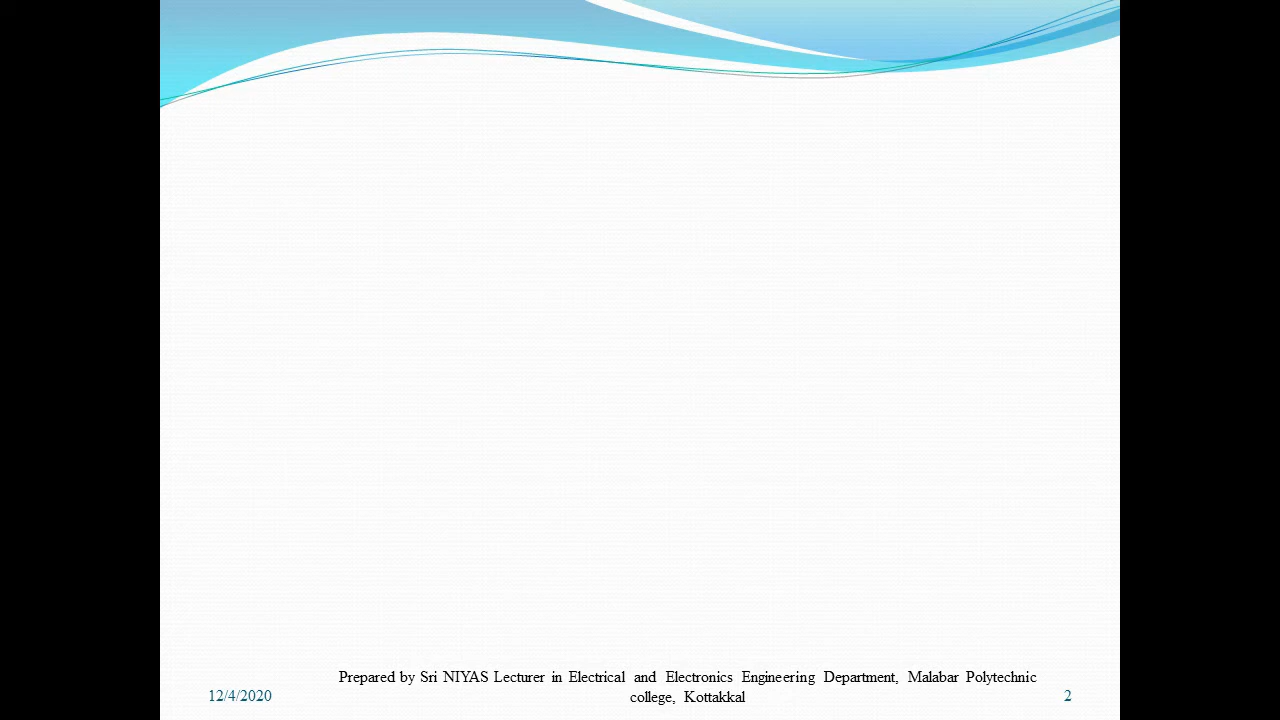 Prepared by Sri NIYAS Lecturer in Electrical and Electronics Engineering Department, Malabar Polytechnic
college, Kottakkal
12/4/2020
2